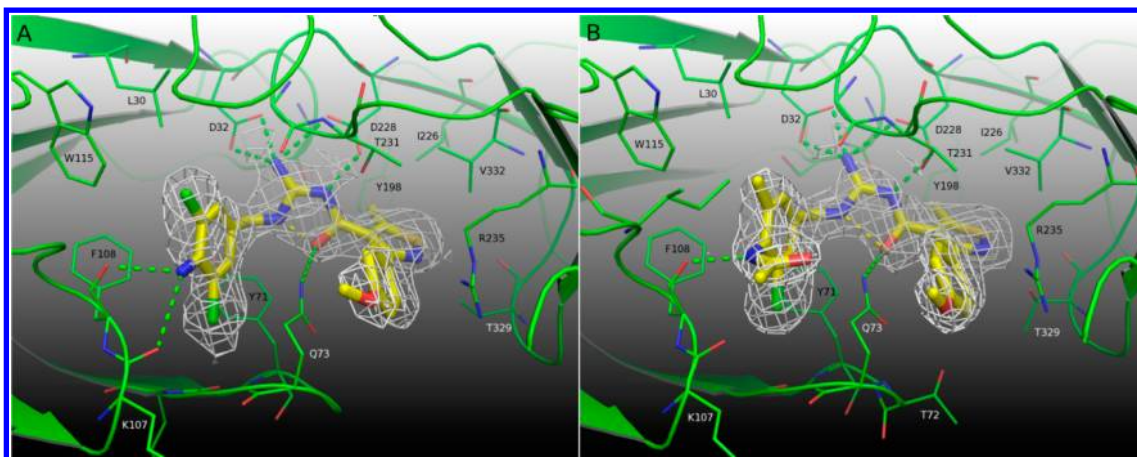 A
L30
D32
W115
D228
T231
I226
V332
Y198
R235
F108
Y71
T329
Q73
K107
B
L30
D32
W115
D228
T231
I226
V332
Y198
R235
F108
Y71
Q73
T329
K107
T72